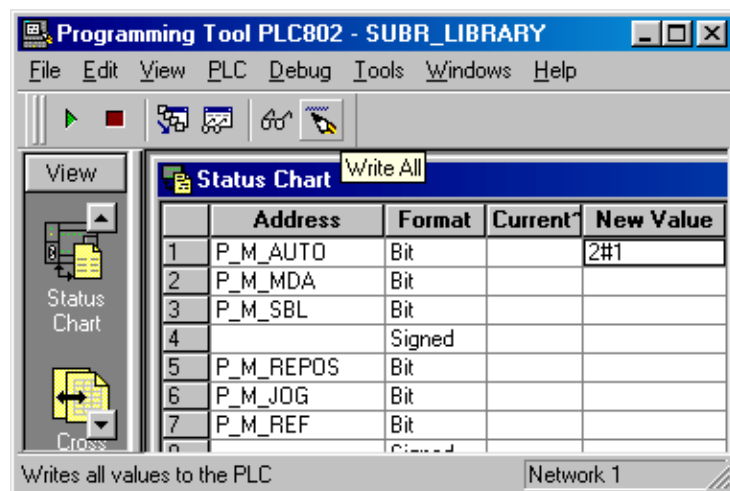 Programming Tool PLC802 - SUBR_LIBRARY
File Edit View PLC Debug Tools Windows Help
Write All
View
Status Chart
Address Format Current New Value
1 P_M_AUTO Bit 2#1
2 P_M_MDA Bit
3 P_M_SBL Bit
4 Signed
5 P_M_REPOS Bit
6 P_M_JOG Bit
7 P_M_REF Bit
Status
Chart
Cross
Writes all values to the PLC Network 1